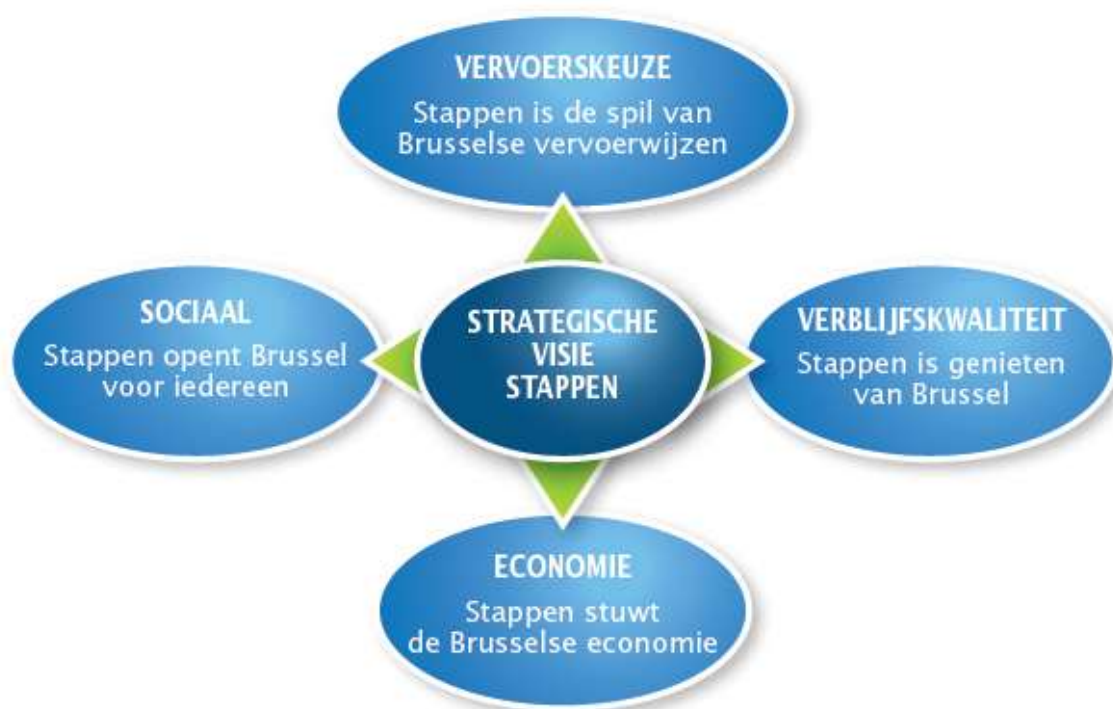 VERVOERSKEUZE
Stappen is de spil van
Brusselse vervoerwijzen
SOCIAAL
Stappen opent Brussel
voor iedereen
STRATEGISCHE
VISIE
STAPPEN
VERBLIJFSKWALITEIT
Stappen is genieten
van Brussel
ECONOMIE
Stappen stuwt
de Brusselse economie